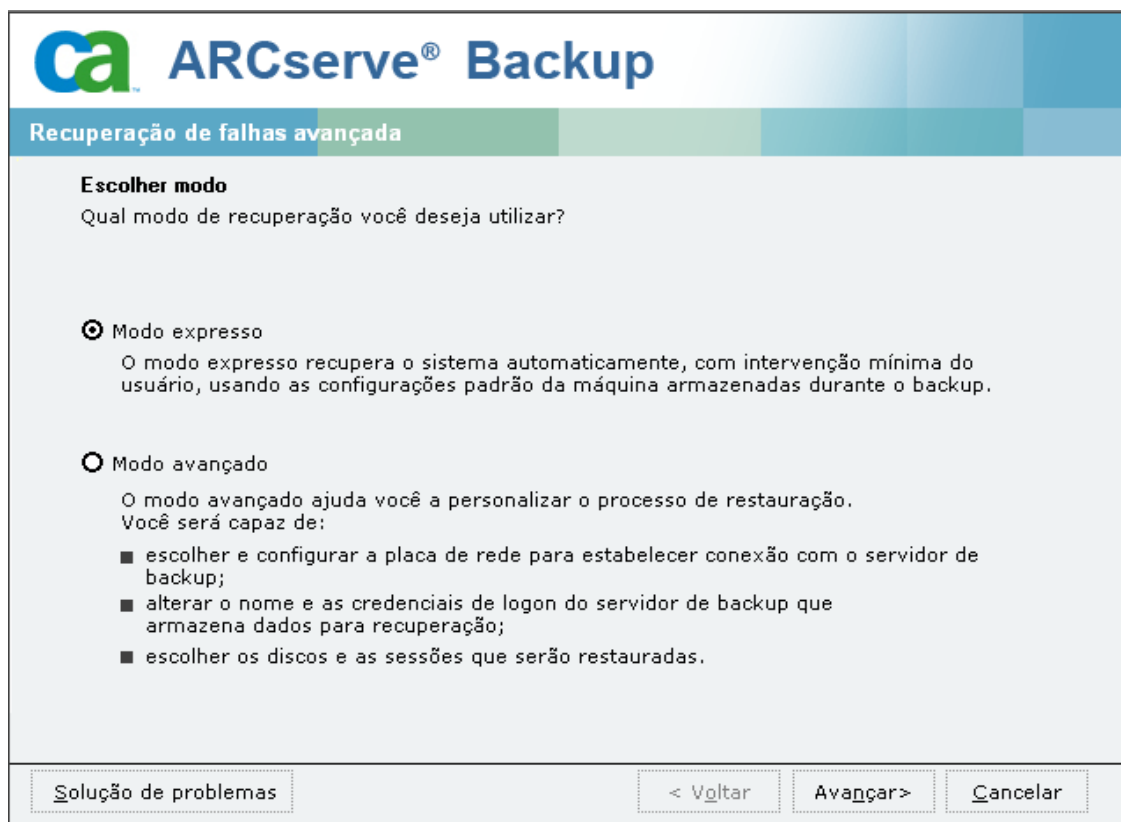 ca™ ARCserve® Backup
Recuperação de falhas avançada
Escolher modo
Qual modo de recuperação você deseja utilizar?
Modo expresso
O modo expresso recupera o sistema automaticamente, com intervenção mínima do
usuário, usando as configurações padrão da máquina armazenadas durante o backup.
Modo avançado
O modo avançado ajuda você a personalizar o processo de restauração.
Você será capaz de:
■ escolher e configurar a placa de rede para estabelecer conexão com o servidor de
backup;
■ alterar o nome e as credenciais de logon do servidor de backup que
armazena dados para recuperação;
■ escolher os discos e as sessões que serão restauradas.
Solução de problemas < Voltar Avançar> Cancelar